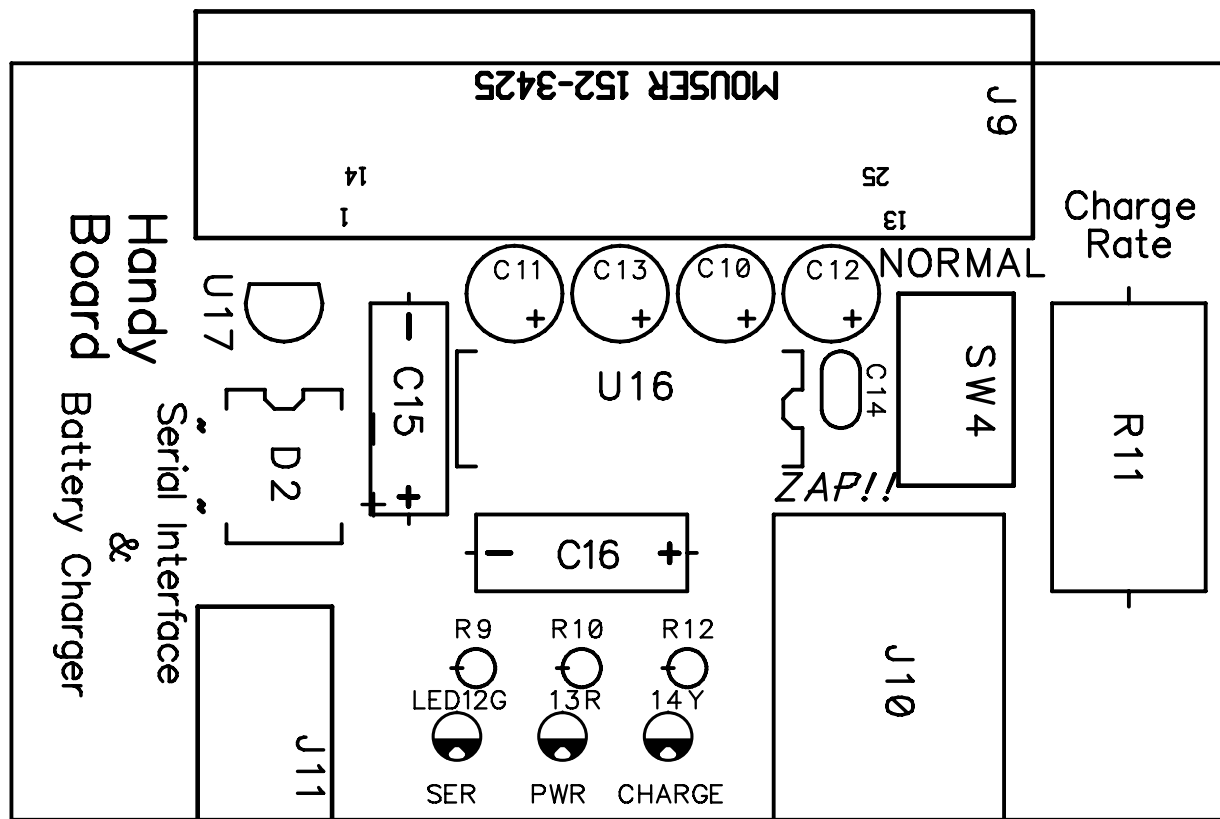 MOUSER 152-3425
J9
14
25
1
13
Charge
Rate
Handy
Board
U17
C11
C13
C10
C12
NORMAL
-
C15
+
U16
C14
SW4
R11
D2
ZAP!!
Serial Interface
&
Battery Charger
- C16 +
R9
R10
R12
LED12G
13R
14Y
J10
J11
SER
PWR
CHARGE